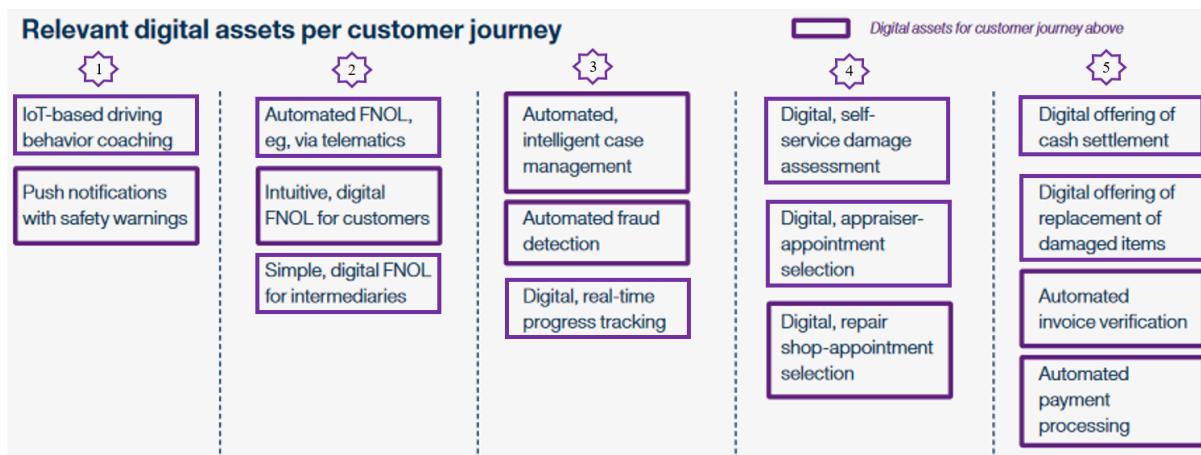 Relevant digital assets per customer journey
Digital assets for customer journey above
1
IoT-based driving
behavior coaching
Push notifications
with safety warnings
2
Automated FNOL,
eg, via telematics
Intuitive, digital
FNOL for customers
Simple, digital FNOL
for intermediaries
3
Automated,
intelligent case
management
Automated fraud
detection
Digital, real-time
progress tracking
4
Digital, self-
service damage
assessment
Digital, appraiser-
appointment
selection
Digital, repair
shop-appointment
selection
5
Digital offering of
cash settlement
Digital offering of
replacement of
damaged items
Automated
invoice verification
Automated
payment
processing